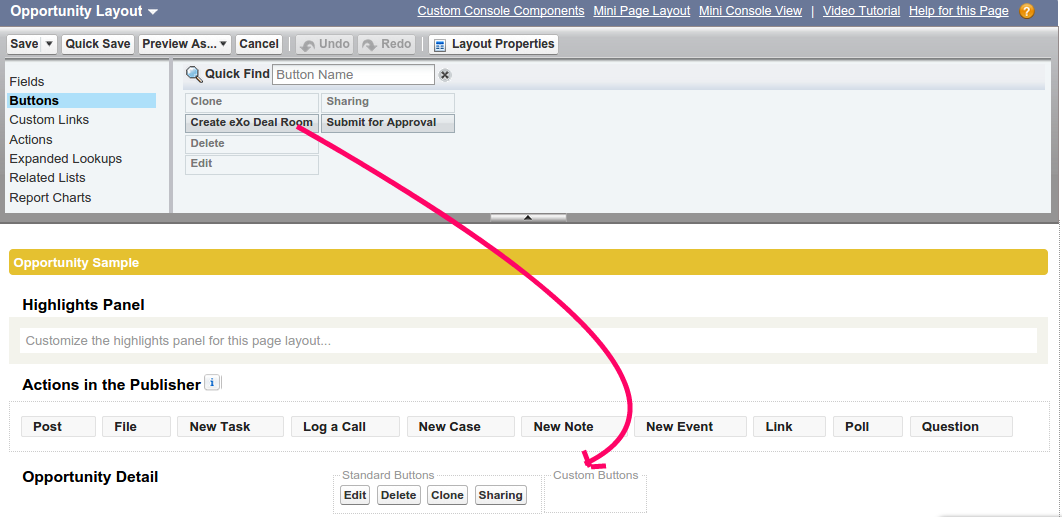 Opportunity Layout Custom Console Components Mini Page Layout Mini Console View | Video Tutorial Help for this Page ?
Save Quick Save Preview As... Cancel Undo Redo Layout Properties
Fields
Buttons
Custom Links
Actions
Expanded Lookups
Related Lists
Report Charts
Quick Find Button Name
Clone Sharing
Create eXo Deal Room Submit for Approval
Delete
Edit
Opportunity Sample
Highlights Panel
Customize the highlights panel for this page layout...
Actions in the Publisher i
Post File New Task Log a Call New Case New Note New Event Link Poll Question
Opportunity Detail
Standard Buttons
Edit Delete Clone Sharing
Custom Buttons